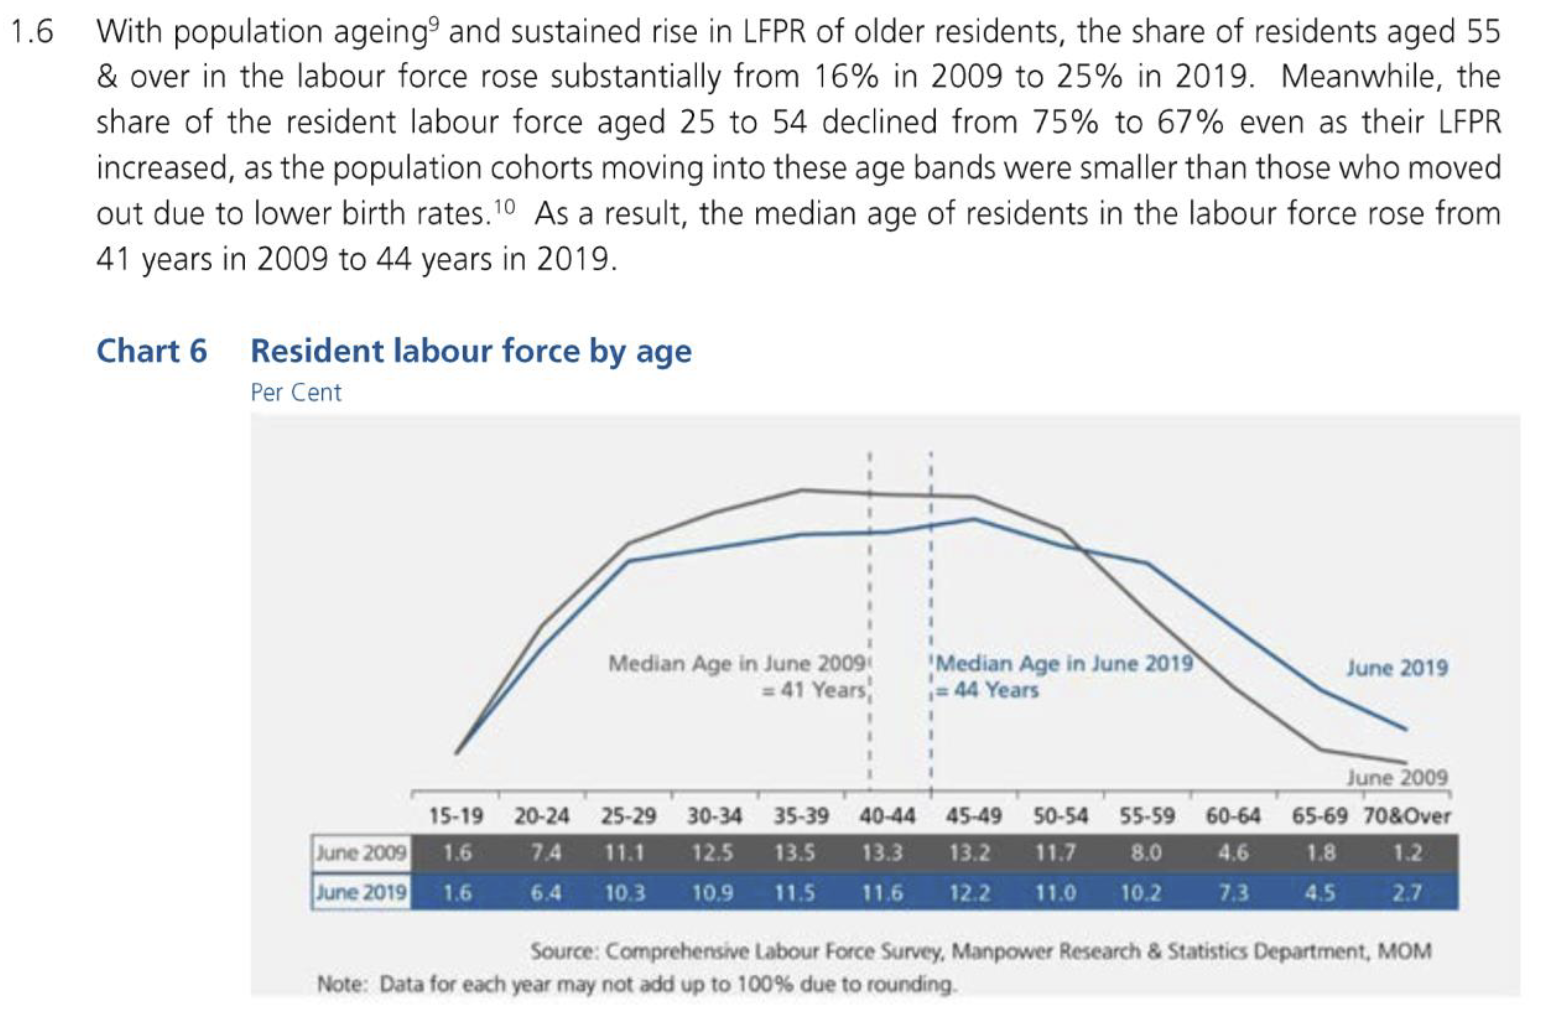 1.6 With population ageing⁹ and sustained rise in LFPR of older residents, the share of residents aged 55
& over in the labour force rose substantially from 16% in 2009 to 25% in 2019. Meanwhile, the
share of the resident labour force aged 25 to 54 declined from 75% to 67% even as their LFPR
increased, as the population cohorts moving into these age bands were smaller than those who moved
out due to lower birth rates.¹⁰ As a result, the median age of residents in the labour force rose from
41 years in 2009 to 44 years in 2019.
Chart 6 Resident labour force by age
Per Cent
Median Age in June 2009
= 41 Years
Median Age in June 2019
= 44 Years
June 2019
June 2009
15-19 20-24 25-29 30-34 35-39 40-44 45-49 50-54 55-59 60-64 65-69 70&Over
June 2009 1.6 7.4 11.1 12.5 13.5 13.3 13.2 11.7 8.0 4.6 1.8 1.2
June 2019 1.6 6.4 10.3 10.9 11.5 11.6 12.2 11.0 10.2 7.3 4.5 2.7
Source: Comprehensive Labour Force Survey, Manpower Research & Statistics Department, MOM
Note: Data for each year may not add up to 100% due to rounding.